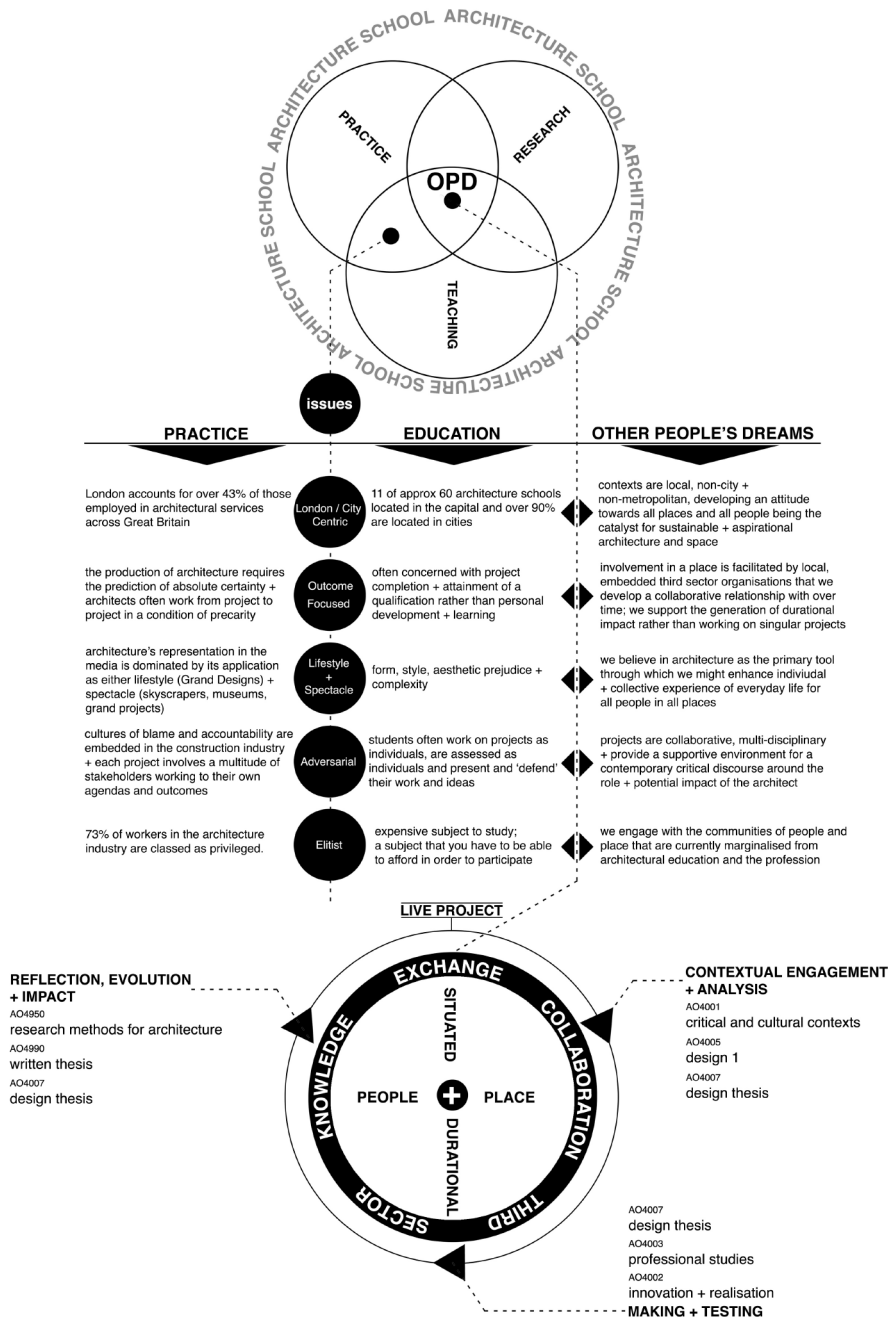 ARCHITECTURE SCHOOL ARCHITECTURE SCHOOL ARCHITECTURE SCHOOL ARCHITECTURE SCHOOL ARCHITECTURE SCHOOL
PRACTICE
RESEARCH
OPD
TEACHING
issues
PRACTICE
EDUCATION
OTHER PEOPLE'S DREAMS
London accounts for over 43% of those
employed in architectural services
across Great Britain
London / City
Centric
11 of approx 60 architecture schools
located in the capital and over 90%
are located in cities
contexts are local, non-city +
non-metropolitan, developing an attitude
towards all places and all people being the
catalyst for sustainable + aspirational
architecture and space
the production of architecture requires
the prediction of absolute certainty +
architects often work from project to
project in a condition of precarity
Outcome
Focused
often concerned with project
completion + attainment of a
qualification rather than personal
development + learning
involvement in a place is facilitated by local,
embedded third sector organisations that we
develop a collaborative relationship with over
time; we support the generation of durational
impact rather than working on singular projects
architecture's representation in the
media is dominated by its application
as either lifestyle (Grand Designs) +
spectacle (skyscrapers, museums,
grand projects)
Lifestyle
+
Spectacle
form, style, aesthetic prejudice +
complexity
we believe in architecture as the primary tool
through which we might enhance indiviudal
+ collective experience of everyday life for
all people in all places
cultures of blame and accountability are
embedded in the construction industry
+ each project involves a multitude of
stakeholders working to their own
agendas and outcomes
Adversarial
students often work on projects as
individuals, are assessed as
individuals and present and 'defend'
their work and ideas
projects are collaborative, multi-disciplinary
+ provide a supportive environment for a
contemporary critical discourse around the
role + potential impact of the architect
73% of workers in the architecture
industry are classed as privileged.
Elitist
expensive subject to study;
a subject that you have to be able
to afford in order to participate
we engage with the communities of people and
place that are currently marginalised from
architectural education and the profession
LIVE PROJECT
KNOWLEDGE EXCHANGE
COLLABORATION
THIRD SECTOR
SITUATED
PEOPLE + PLACE
DURATIONAL
REFLECTION, EVOLUTION
+ IMPACT
AO4950
research methods for architecture
AO4990
written thesis
AO4007
design thesis
CONTEXTUAL ENGAGEMENT
+ ANALYSIS
AO4001
critical and cultural contexts
AO4005
design 1
AO4007
design thesis
AO4007
design thesis
AO4003
professional studies
AO4002
innovation + realisation
MAKING + TESTING